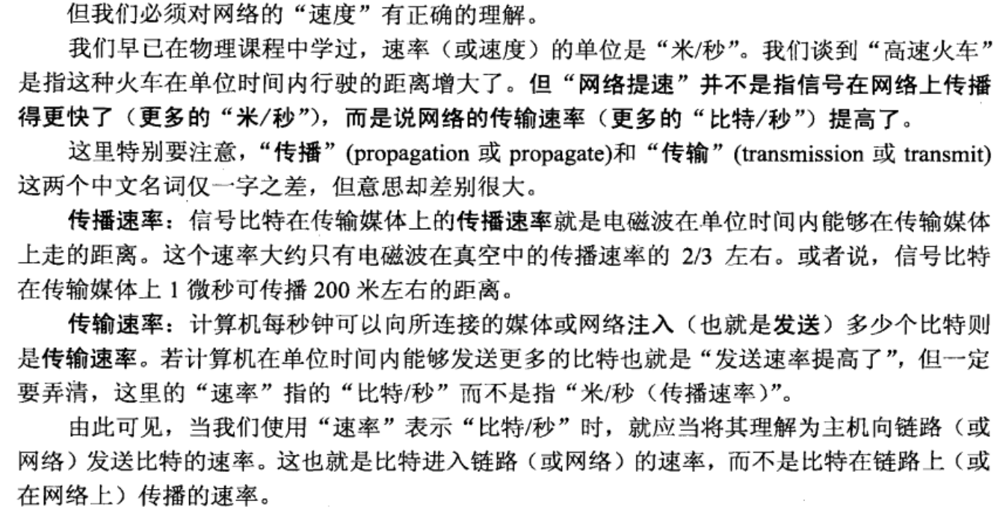 但我们必须对网络的“速度”有正确的理解。
我们早已在物理课程中学过，速率（或速度）的单位是“米/秒”。我们谈到“高速火车”
是指这种火车在单位时间内行驶的距离增大了。但“网络提速”并不是指信号在网络上传播
得更快了（更多的“米/秒”），而是说网络的传输速率（更多的“比特/秒”）提高了。
这里特别要注意，“传播”(propagation 或 propagate)和“传输”(transmission 或 transmit)
这两个中文名词仅一字之差，但意思却差别很大。
传播速率：信号比特在传输媒体上的传播速率就是电磁波在单位时间内能够在传输媒体
上走的距离。这个速率大约只有电磁波在真空中的传播速率的 2/3 左右。或者说，信号比特
在传输媒体上 1 微秒可传播 200 米左右的距离。
传输速率：计算机每秒钟可以向所连接的媒体或网络注入（也就是发送）多少个比特则
是传输速率。若计算机在单位时间内能够发送更多的比特也就是“发送速率提高了”，但一定
要弄清，这里的“速率”指的“比特/秒”而不是指“米/秒（传播速率）”。
由此可见，当我们使用“速率”表示“比特/秒”时，就应当将其理解为主机向链路（或
网络）发送比特的速率。这也就是比特进入链路（或网络）的速率，而不是比特在链路上（或
在网络上）传播的速率。